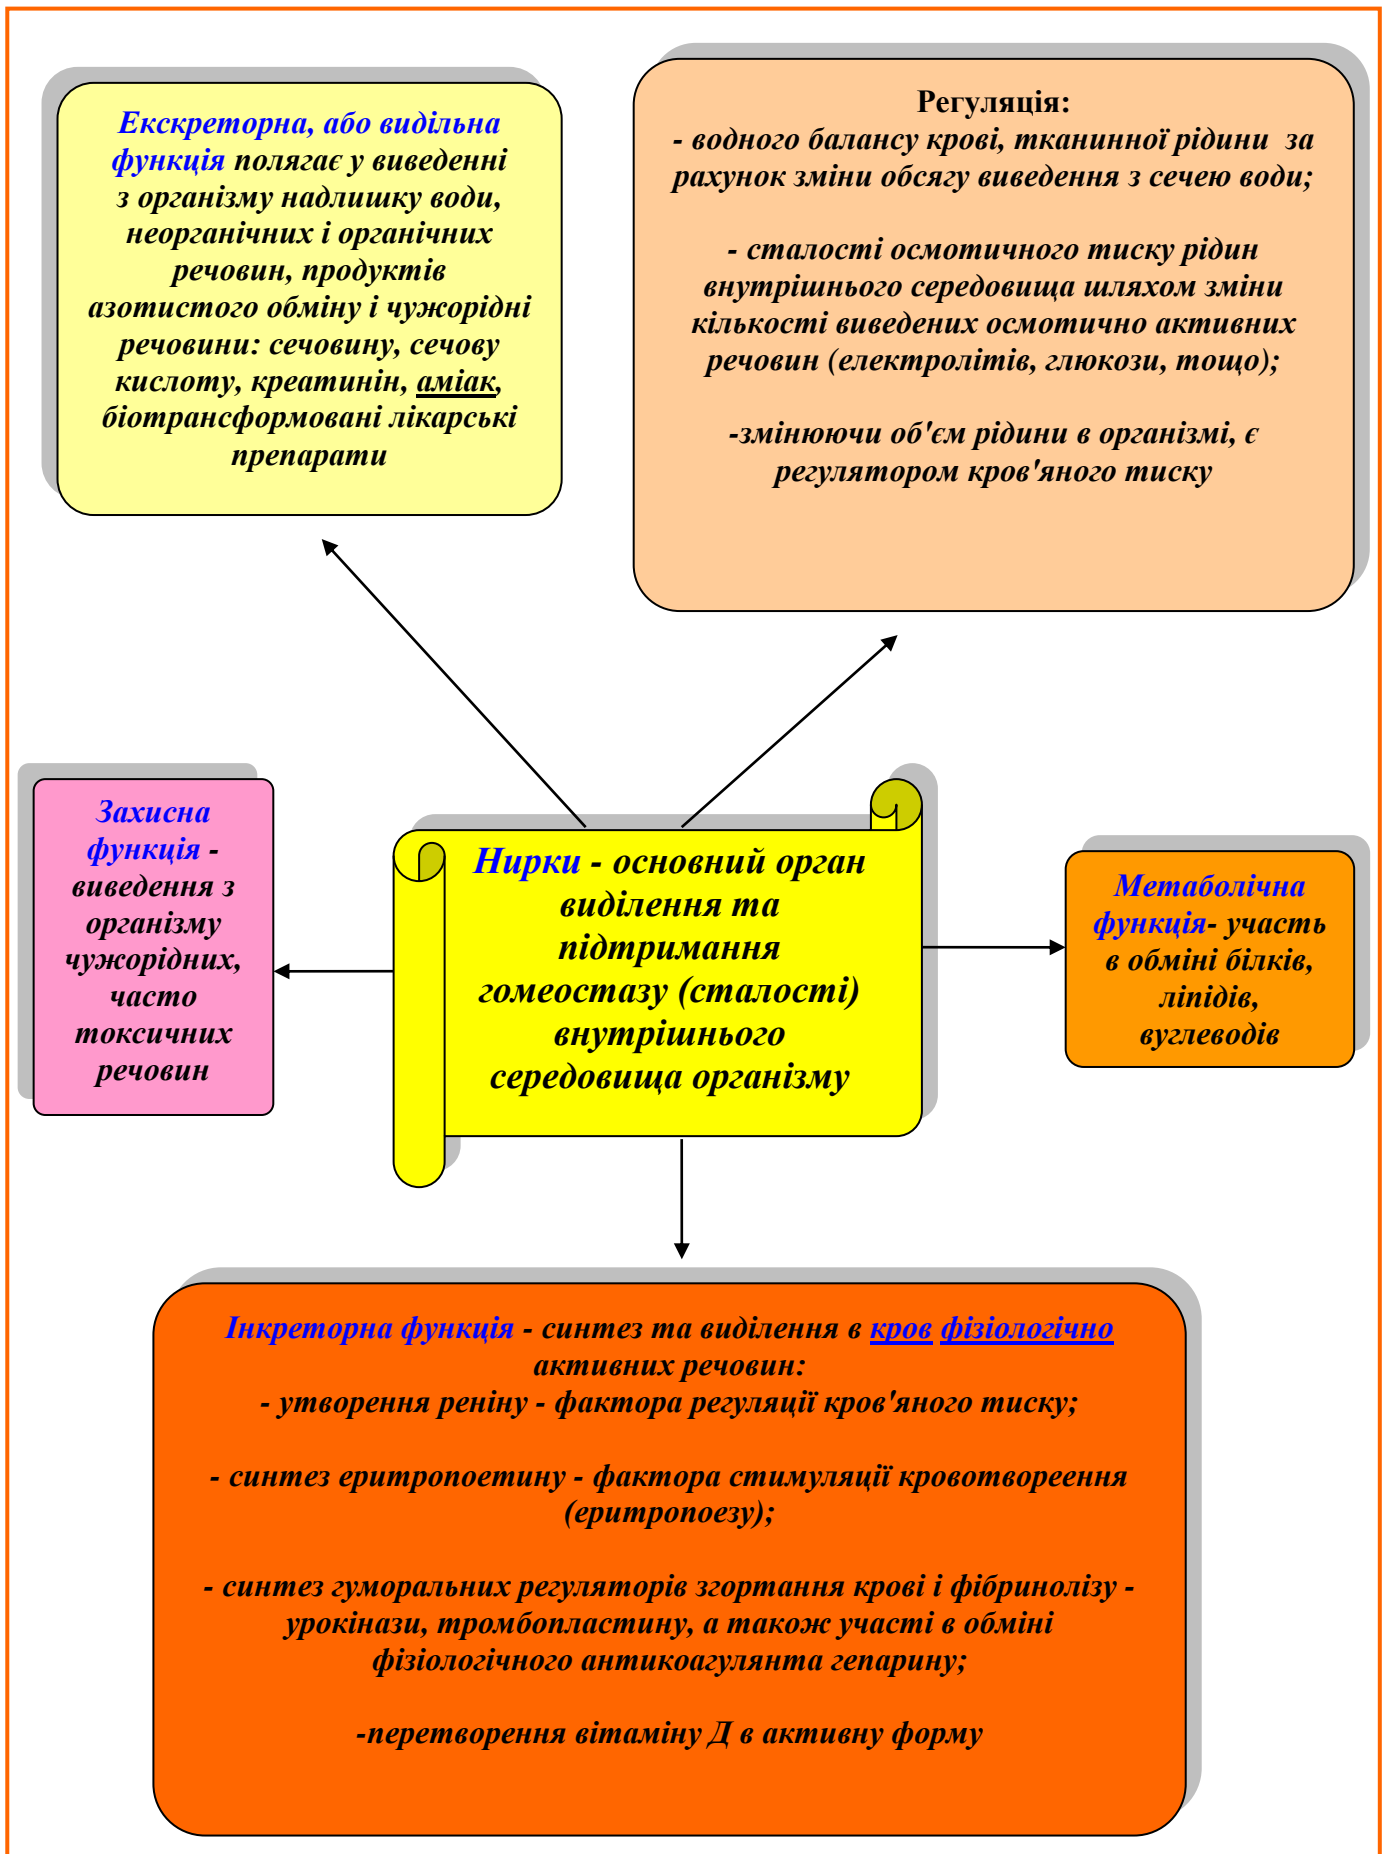 Екскреторна, або видільна
функція полягає у виведенні
з організму надлишку води,
неорганічних і органічних
речовин, продуктів
азотистого обміну і чужорідні
речовини: сечовину, сечову
кислоту, креатинін, аміак,
біотрансформовані лікарські
препарати
Регуляція:
- водного балансу крові, тканинної рідини за
рахунок зміни обсягу виведення з сечею води;
- сталості осмотичного тиску рідин
внутрішнього середовища шляхом зміни
кількості виведених осмотично активних
речовин (електролітів, глюкози, тощо);
-змінюючи об'єм рідини в організмі, є
регулятором кров'яного тиску
Захисна
функція -
виведення з
організму
чужорідних,
часто
токсичних
речовин
Нирки - основний орган
виділення та
підтримання
гомеостазу (сталості)
внутрішнього
середовища організму
Метаболічна
функція- участь
в обміні білків,
ліпідів,
вуглеводів
Інкреторна функція - синтез та виділення в кров фізіологічно
активних речовин:
- утворення реніну - фактора регуляції кров'яного тиску;
- синтез еритропоетину - фактора стимуляції кровотвореення
(еритропоезу);
- синтез гуморальних регуляторів згортання крові і фібринолізу -
урокінази, тромбопластину, а також участі в обміні
фізіологічного антикоагулянта гепарину;
-перетворення вітаміну Д в активну форму